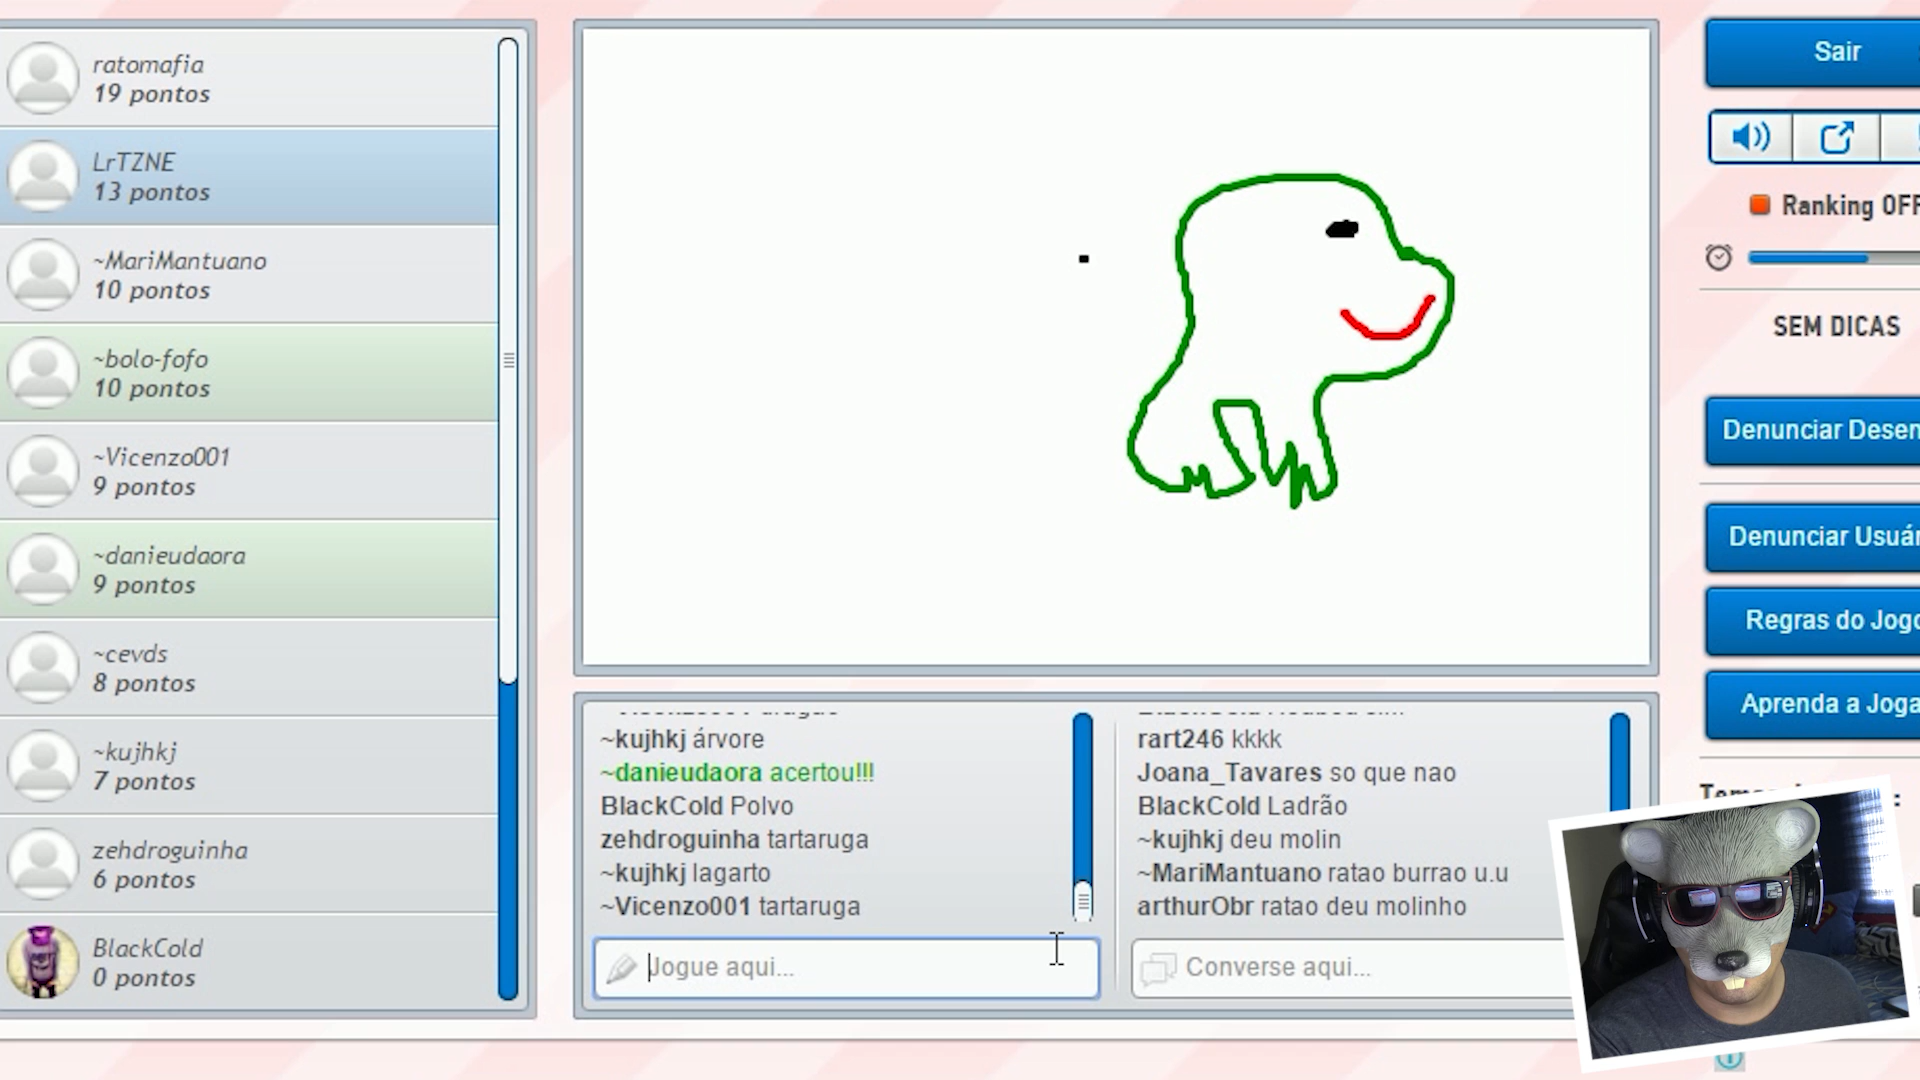 ratomafia
19 pontos
LrTZNE
13 pontos
~MariMantuano
10 pontos
~bolo-fofo
10 pontos
~Vicenzo001
9 pontos
~danieudaora
9 pontos
~cevds
8 pontos
~kujhkj
7 pontos
zehdroguinha
6 pontos
BlackCold
0 pontos
~kujhkj árvore
~danieudaora acertou!!!
BlackCold Polvo
zehdroguinha tartaruga
~kujhkj lagarto
~Vicenzo001 tartaruga
Jogue aqui...
rart246 kkkk
Joana_Tavares so que nao
BlackCold Ladrão
~kujhkj deu molin
~MariMantuano ratao burrao u.u
arthurObr ratao deu molinho
Converse aqui...
Sair
Ranking OFF
SEM DICAS
Denunciar Desen
Denunciar Usuár
Regras do Jogo
Aprenda a Joga